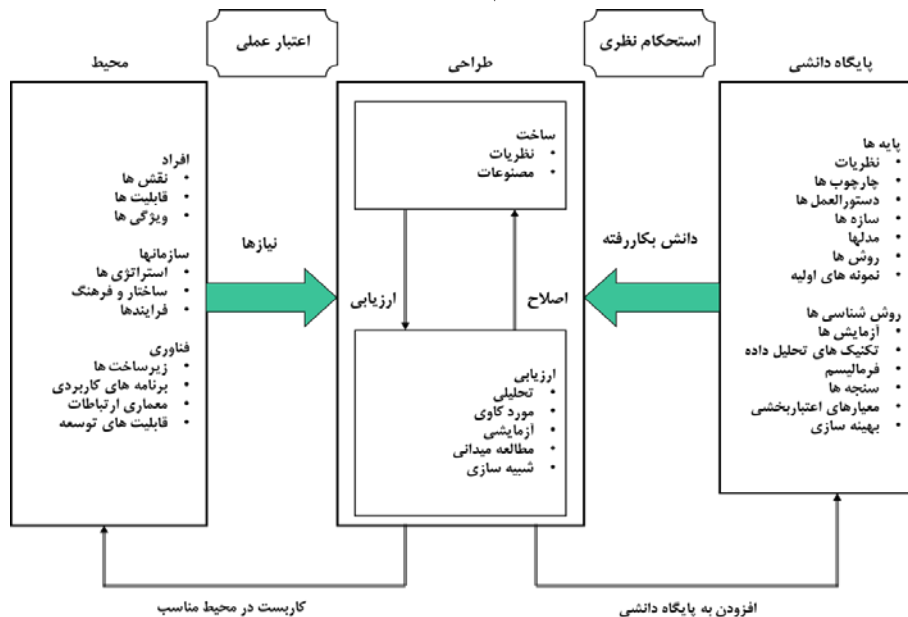 استحکام نظری
اعتبار عملی
پایگاه دانشی
طراحی
محیط
پایه ها
• نظریات
• چارچوب ها
• دستورالعمل ها
• سازه ها
• مدلها
• روش ها
• نمونه های اولیه
روش شناسی ها
• آزمایش ها
• تکنیک های تحلیل داده
• فرمالیسم
• سنجه ها
• معیارهای اعتباربخشی
• بهینه سازی
دانش بکاررفته
ساخت
• نظریات
• مصنوعات
اصلاح
ارزیابی
ارزیابی
• تحلیلی
• مورد کاوی
• آزمایشی
• مطالعه میدانی
• شبیه سازی
نیازها
افراد
• نقش ها
• قابلیت ها
• ویژگی ها
سازمانها
• استراتژی ها
• ساختار و فرهنگ
• فرایندها
فناوری
• زیرساخت ها
• برنامه های کاربردی
• معماری ارتباطات
• قابلیت های توسعه
افزودن به پایگاه دانشی
کاربست در محیط مناسب